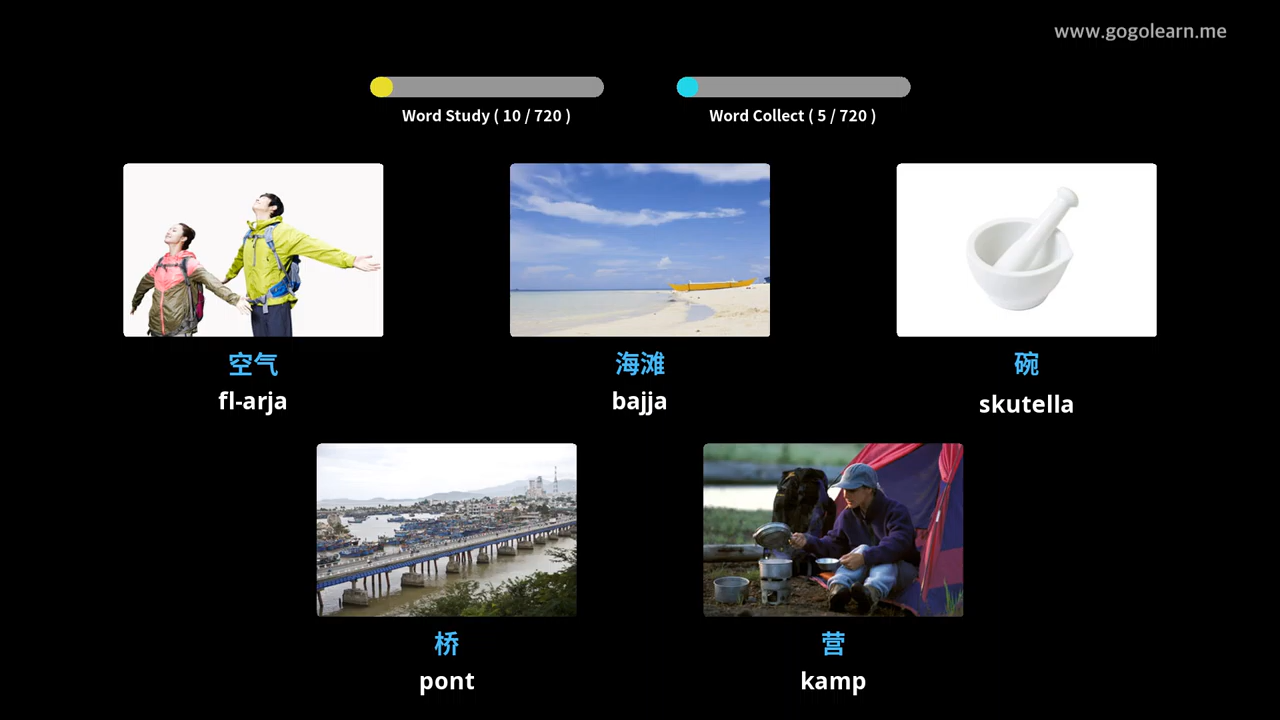 www.gogolearn.me
Word Study ( 10 / 720 )
Word Collect ( 5 / 720 )
空气
fl-arja
海滩
bajja
碗
skutella
桥
pont
营
kamp